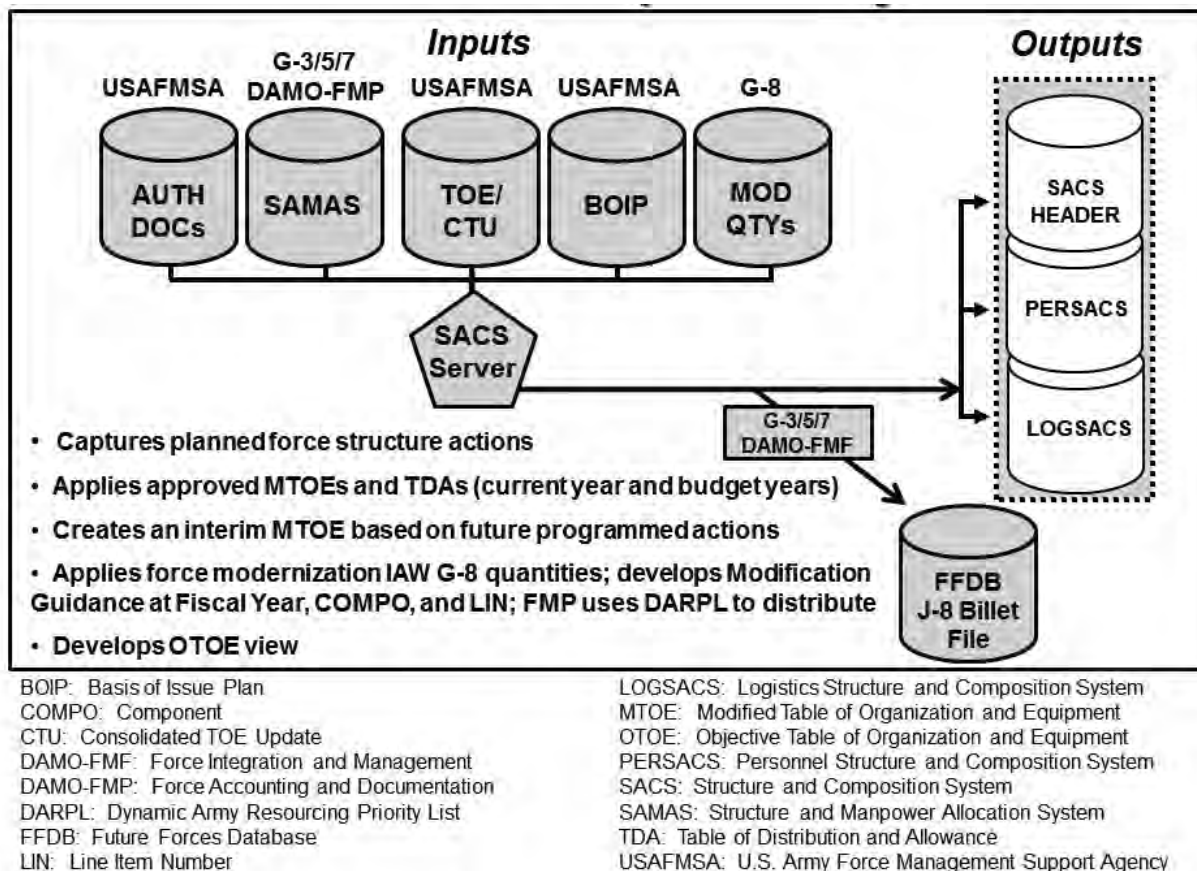 Inputs
Outputs
USAFMSA
G-3/5/7
DAMO-FMP
USAFMSA
USAFMSA
G-8
AUTH
DOCs
SAMAS
TOE/
CTU
BOIP
MOD
QTYs
SACS
HEADER
PERSACS
LOGSACS
SACS
Server
G-3/5/7
DAMO-FMF
FFDB
J-8 Billet
File
• Captures planned force structure actions
• Applies approved MTOEs and TDAs (current year and budget years)
• Creates an interim MTOE based on future programmed actions
• Applies force modernization IAW G-8 quantities; develops Modification
Guidance at Fiscal Year, COMPO, and LIN; FMP uses DARPL to distribute
• Develops OTOE view
BOIP: Basis of Issue Plan
COMPO: Component
CTU: Consolidated TOE Update
DAMO-FMF: Force Integration and Management
DAMO-FMP: Force Accounting and Documentation
DARPL: Dynamic Army Resourcing Priority List
FFDB: Future Forces Database
LIN: Line Item Number
LOGSACS: Logistics Structure and Composition System
MTOE: Modified Table of Organization and Equipment
OTOE: Objective Table of Organization and Equipment
PERSACS: Personnel Structure and Composition System
SACS: Structure and Composition System
SAMAS: Structure and Manpower Allocation System
TDA: Table of Distribution and Allowance
USAFMSA: U.S. Army Force Management Support Agency